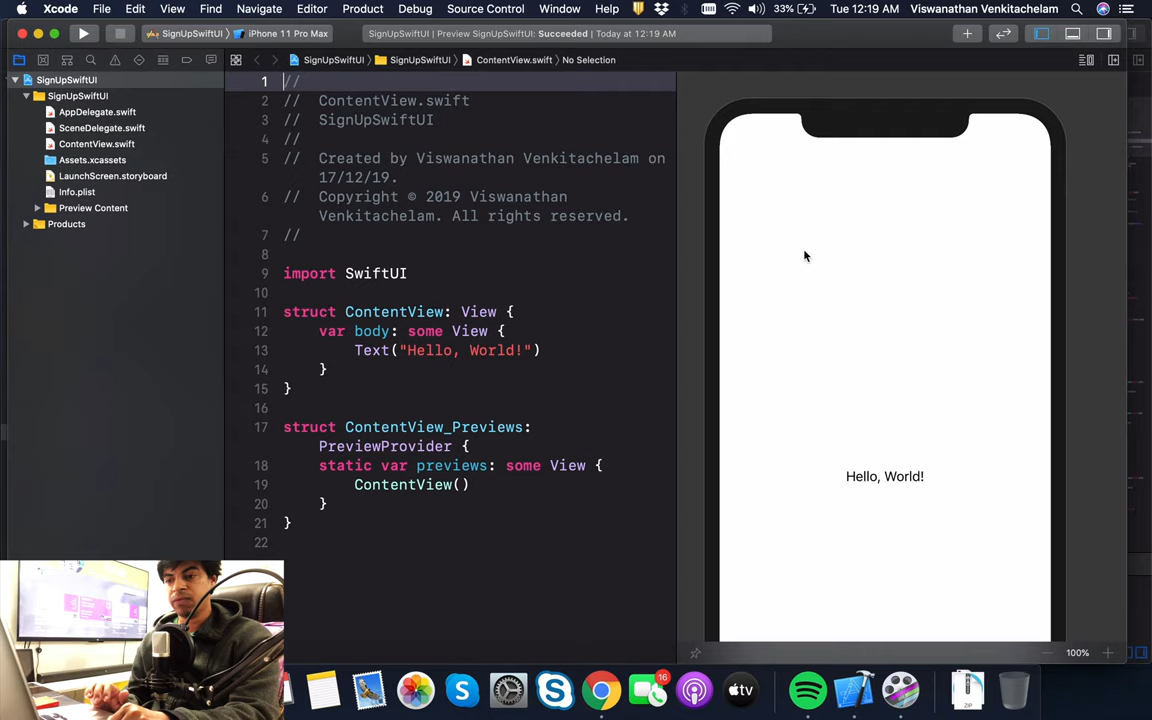 Xcode File Edit View Find Navigate Editor Product Debug Source Control Window Help 33% Tue 12:19 AM Viswanathan Venkitachelam
SignUpSwiftUI iPhone 11 Pro Max SignUpSwiftUI | Preview SignUpSwiftUI: Succeeded | Today at 12:19 AM
SignUpSwiftUI SignUpSwiftUI ContentView.swift No Selection
SignUpSwiftUI
SignUpSwiftUI
AppDelegate.swift
SceneDelegate.swift
ContentView.swift
Assets.xcassets
LaunchScreen.storyboard
Info.plist
Preview Content
Products
1 //
2 // ContentView.swift
3 // SignUpSwiftUI
4 //
5 // Created by Viswanathan Venkitachelam on
17/12/19.
6 // Copyright © 2019 Viswanathan
Venkitachelam. All rights reserved.
7 //
8
9 import SwiftUI
10
11 struct ContentView: View {
12 var body: some View {
13 Text("Hello, World!")
14 }
15 }
16
17 struct ContentView_Previews:
PreviewProvider {
18 static var previews: some View {
19 ContentView()
20 }
21 }
22
Hello, World!
100%
16
tv
ZIP